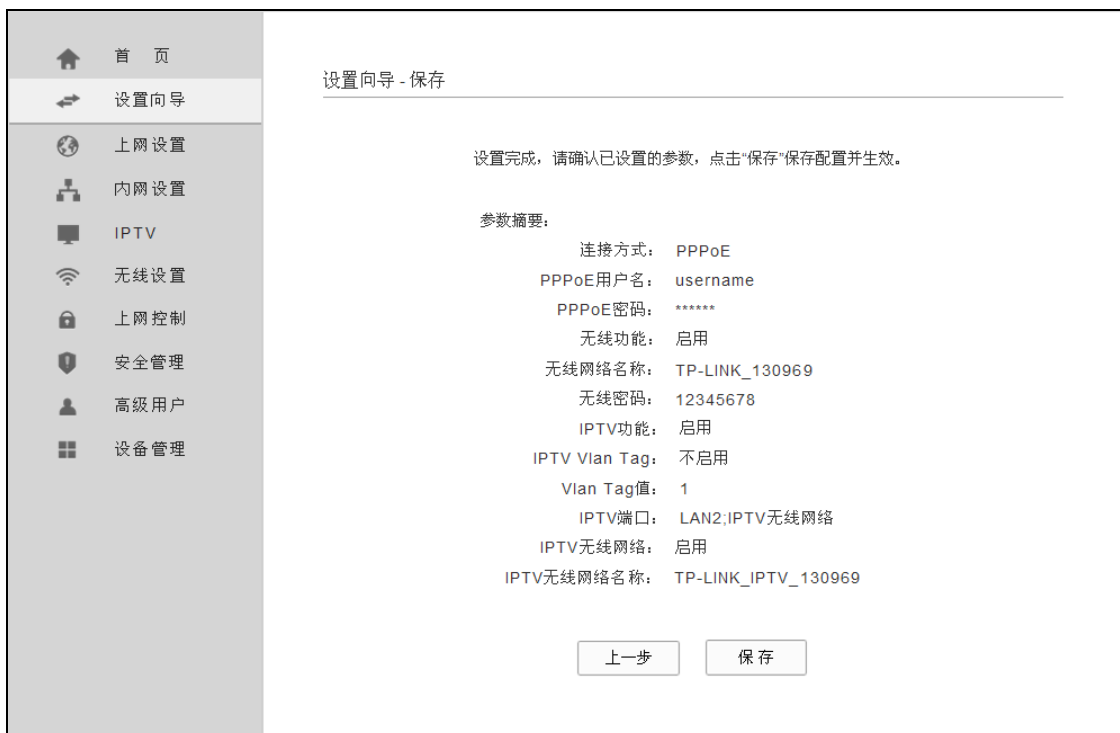 首 页
设置向导
上网设置
内网设置
IPTV
无线设置
上网控制
安全管理
高级用户
设备管理
设置向导 - 保存
设置完成，请确认已设置的参数，点击“保存”保存配置并生效。
参数摘要：
连接方式： PPPoE
PPPoE用户名： username
PPPoE密码： ******
无线功能： 启用
无线网络名称： TP-LINK_130969
无线密码： 12345678
IPTV功能： 启用
IPTV Vlan Tag： 不启用
Vlan Tag值： 1
IPTV端口： LAN2;IPTV无线网络
IPTV无线网络： 启用
IPTV无线网络名称： TP-LINK_IPTV_130969
上一步 保 存